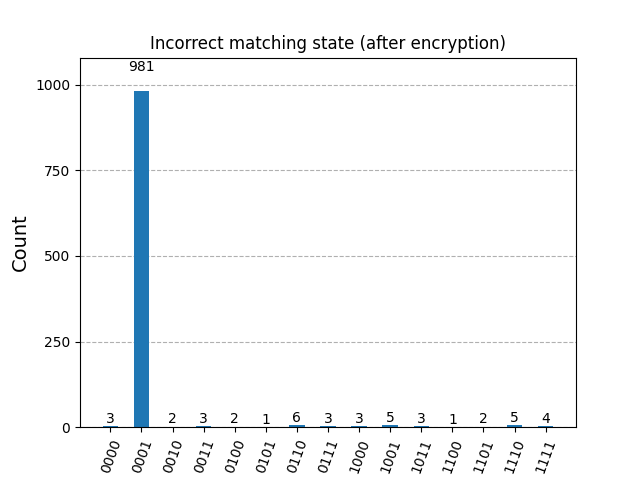 Incorrect matching state (after encryption)
Count
1000
750
500
250
0
981
3 2 3 2 1 6 3 3 5 3 1 2 5 4
0000 0001 0010 0011 0100 0101 0110 0111 1000 1001 1011 1100 1101 1110 1111